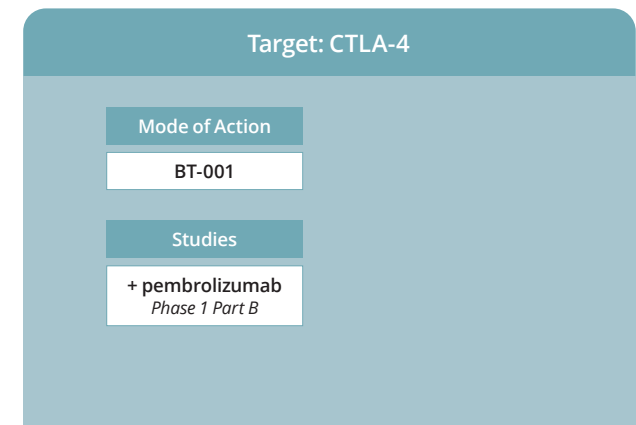 Target: CTLA-4
Mode of Action
BT-001
Studies
+ pembrolizumab
Phase 1 Part B